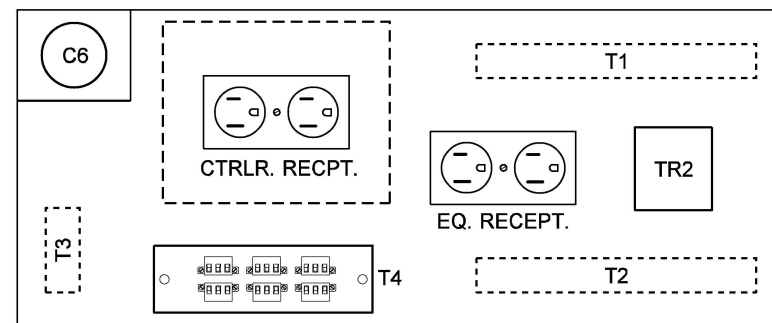 C6
T1
CTRLR. RECPT.
TR2
EQ. RECEPT.
T3
T4
T2